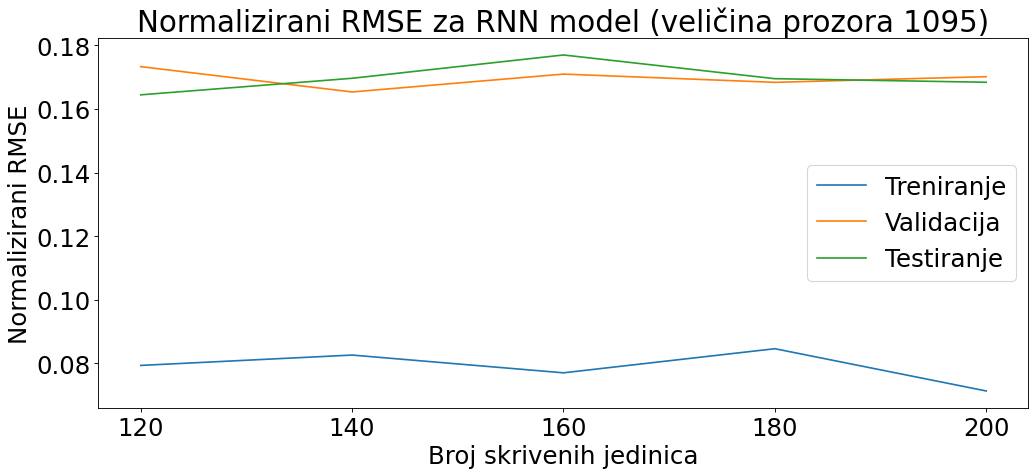 Normalizirani RMSE za RNN model (veličina prozora 1095)
Normalizirani RMSE
0.18
0.16
0.14
0.12
0.10
0.08
Treniranje
Validacija
Testiranje
120 140 160 180 200
Broj skrivenih jedinica